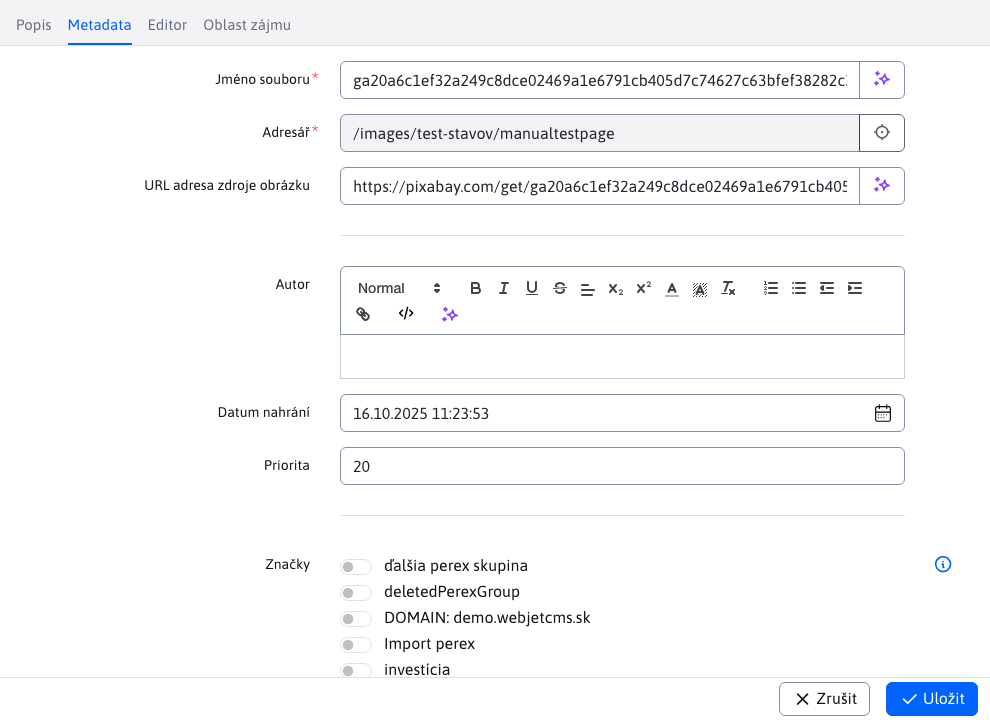 Popis Metadata Editor Oblast zájmu
Jméno souboru* ga20a6c1ef32a249c8dce02469a1e6791cb405d7c74627c63bfef38282c
Adresář* /images/test-stavov/manualtestpage
URL adresa zdroje obrázku https://pixabay.com/get/ga20a6c1ef32a249c8dce02469a1e6791cb405
Autor Normal
Datum nahrání 16.10.2025 11:23:53
Priorita 20
Značky ďalšia perex skupina
deletedPerexGroup
DOMAIN: demo.webjetcms.sk
Import perex
investícia
Zrušit Uložit